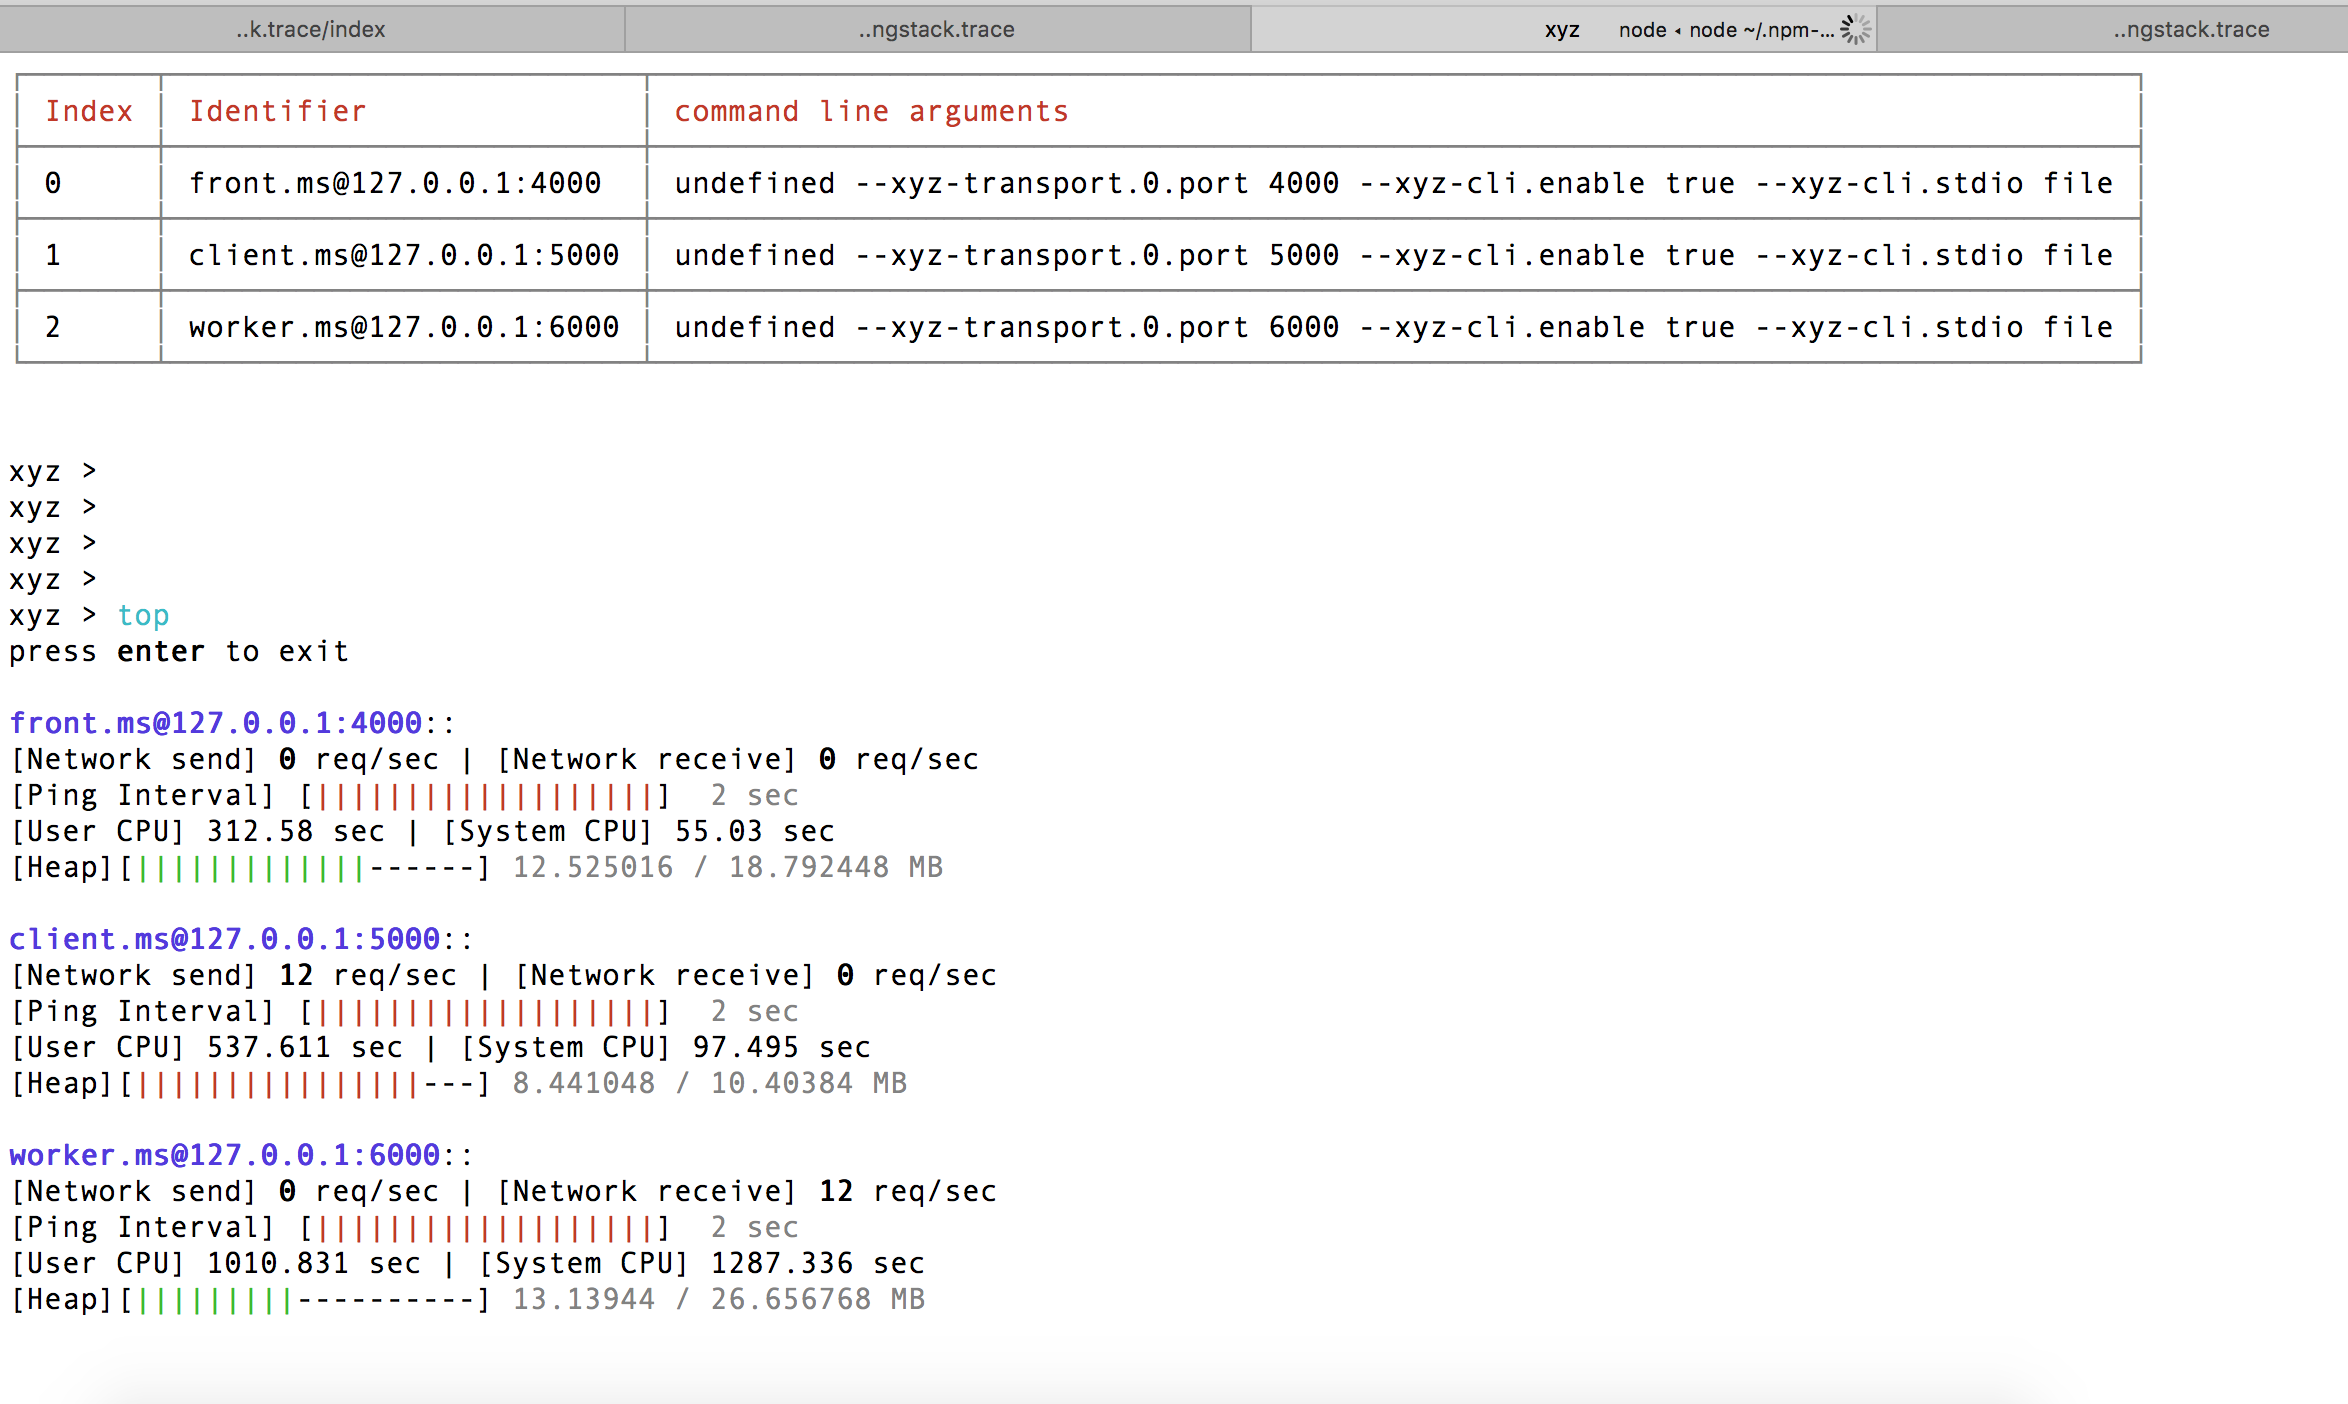 ..k.trace/index ..ngstack.trace xyz node ◂ node ~/.npm-... ..ngstack.trace
Index Identifier command line arguments
0 front.ms@127.0.0.1:4000 undefined --xyz-transport.0.port 4000 --xyz-cli.enable true --xyz-cli.stdio file
1 client.ms@127.0.0.1:5000 undefined --xyz-transport.0.port 5000 --xyz-cli.enable true --xyz-cli.stdio file
2 worker.ms@127.0.0.1:6000 undefined --xyz-transport.0.port 6000 --xyz-cli.enable true --xyz-cli.stdio file
xyz >
xyz >
xyz >
xyz >
xyz > top
press enter to exit
front.ms@127.0.0.1:4000::
[Network send] 0 req/sec | [Network receive] 0 req/sec
[Ping Interval] [|||||||||||||||||||] 2 sec
[User CPU] 312.58 sec | [System CPU] 55.03 sec
[Heap][|||||||||||||------] 12.525016 / 18.792448 MB
client.ms@127.0.0.1:5000::
[Network send] 12 req/sec | [Network receive] 0 req/sec
[Ping Interval] [|||||||||||||||||||] 2 sec
[User CPU] 537.611 sec | [System CPU] 97.495 sec
[Heap][||||||||||||||||---] 8.441048 / 10.40384 MB
worker.ms@127.0.0.1:6000::
[Network send] 0 req/sec | [Network receive] 12 req/sec
[Ping Interval] [|||||||||||||||||||] 2 sec
[User CPU] 1010.831 sec | [System CPU] 1287.336 sec
[Heap][|||||||||----------] 13.13944 / 26.656768 MB